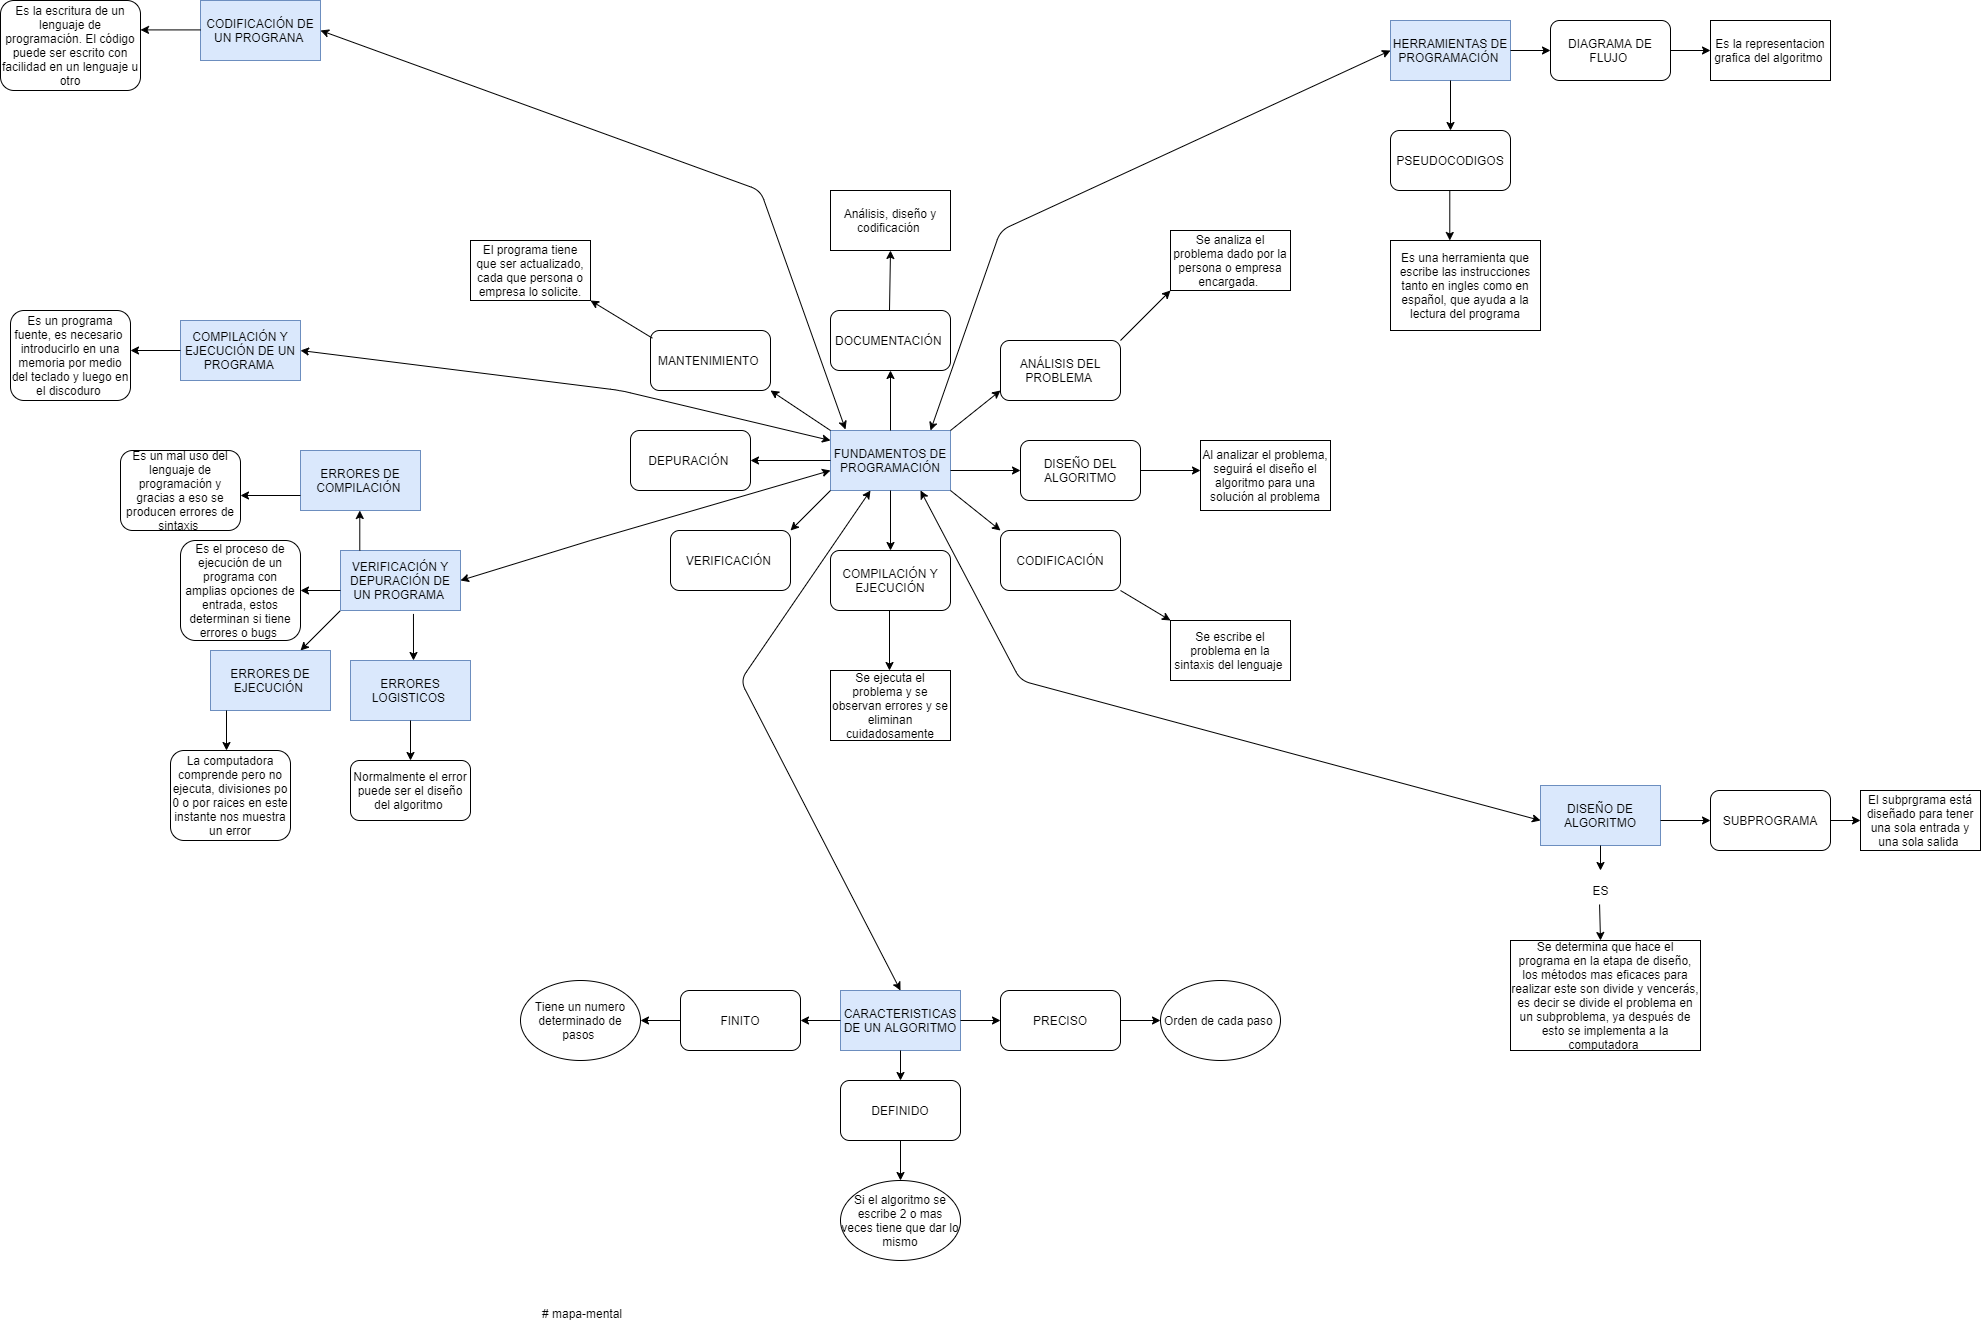 Es la escritura de un
lenguaje de
programación. El código
puede ser escrito con
facilidad en un lenguaje u
otro
CODIFICACIÓN DE
UN PROGRANA
HERRAMIENTAS DE
PROGRAMACIÓN
DIAGRAMA DE
FLUJO
Es la representacion
grafica del algoritmo
PSEUDOCODIGOS
Es una herramienta que
escribe las instrucciones
tanto en ingles como en
español, que ayuda a la
lectura del programa
Análisis, diseño y
codificación
El programa tiene
que ser actualizado,
cada que persona o
empresa lo solicite.
Se analiza el
problema dado por la
persona o empresa
encargada.
DOCUMENTACIÓN
MANTENIMIENTO
ANÁLISIS DEL
PROBLEMA
Es un programa
fuente, es necesario
introducirlo en una
memoria por medio
del teclado y luego en
el discoduro
COMPILACIÓN Y
EJECUCIÓN DE UN
PROGRAMA
DEPURACIÓN
FUNDAMENTOS DE
PROGRAMACIÓN
DISEÑO DEL
ALGORITMO
Al analizar el problema,
seguirá el diseño el
algoritmo para una
solución al problema
Es un mal uso del
lenguaje de
programación y
gracias a eso se
producen errores de
sintaxis
ERRORES DE
COMPILACIÓN
VERIFICACIÓN
COMPILACIÓN Y
EJECUCIÓN
CODIFICACIÓN
Es el proceso de
ejecución de un
programa con
amplias opciones de
entrada, estos
determinan si tiene
errores o bugs
VERIFICACIÓN Y
DEPURACIÓN DE
UN PROGRAMA
Se escribe el
problema en la
sintaxis del lenguaje
ERRORES DE
EJECUCIÓN
ERRORES
LOGISTICOS
Se ejecuta el
problema y se
observan errores y se
eliminan
cuidadosamente
La computadora
comprende pero no
ejecuta, divisiones po
0 o por raices en este
instante nos muestra
un error
Normalmente el error
puede ser el diseño
del algoritmo
DISEÑO DE
ALGORITMO
SUBPROGRAMA
El subprgrama está
diseñado para tener
una sola entrada y
una sola salida
ES
Se determina que hace el
programa en la etapa de diseño,
los métodos mas eficaces para
realizar este son divide y vencerás,
es decir se divide el problema en
un subproblema, ya después de
esto se implementa a la
computadora
Tiene un numero
determinado de
pasos
FINITO
CARACTERISTICAS
DE UN ALGORITMO
PRECISO
Orden de cada paso
DEFINIDO
Si el algoritmo se
escribe 2 o mas
veces tiene que dar lo
mismo
# mapa-mental